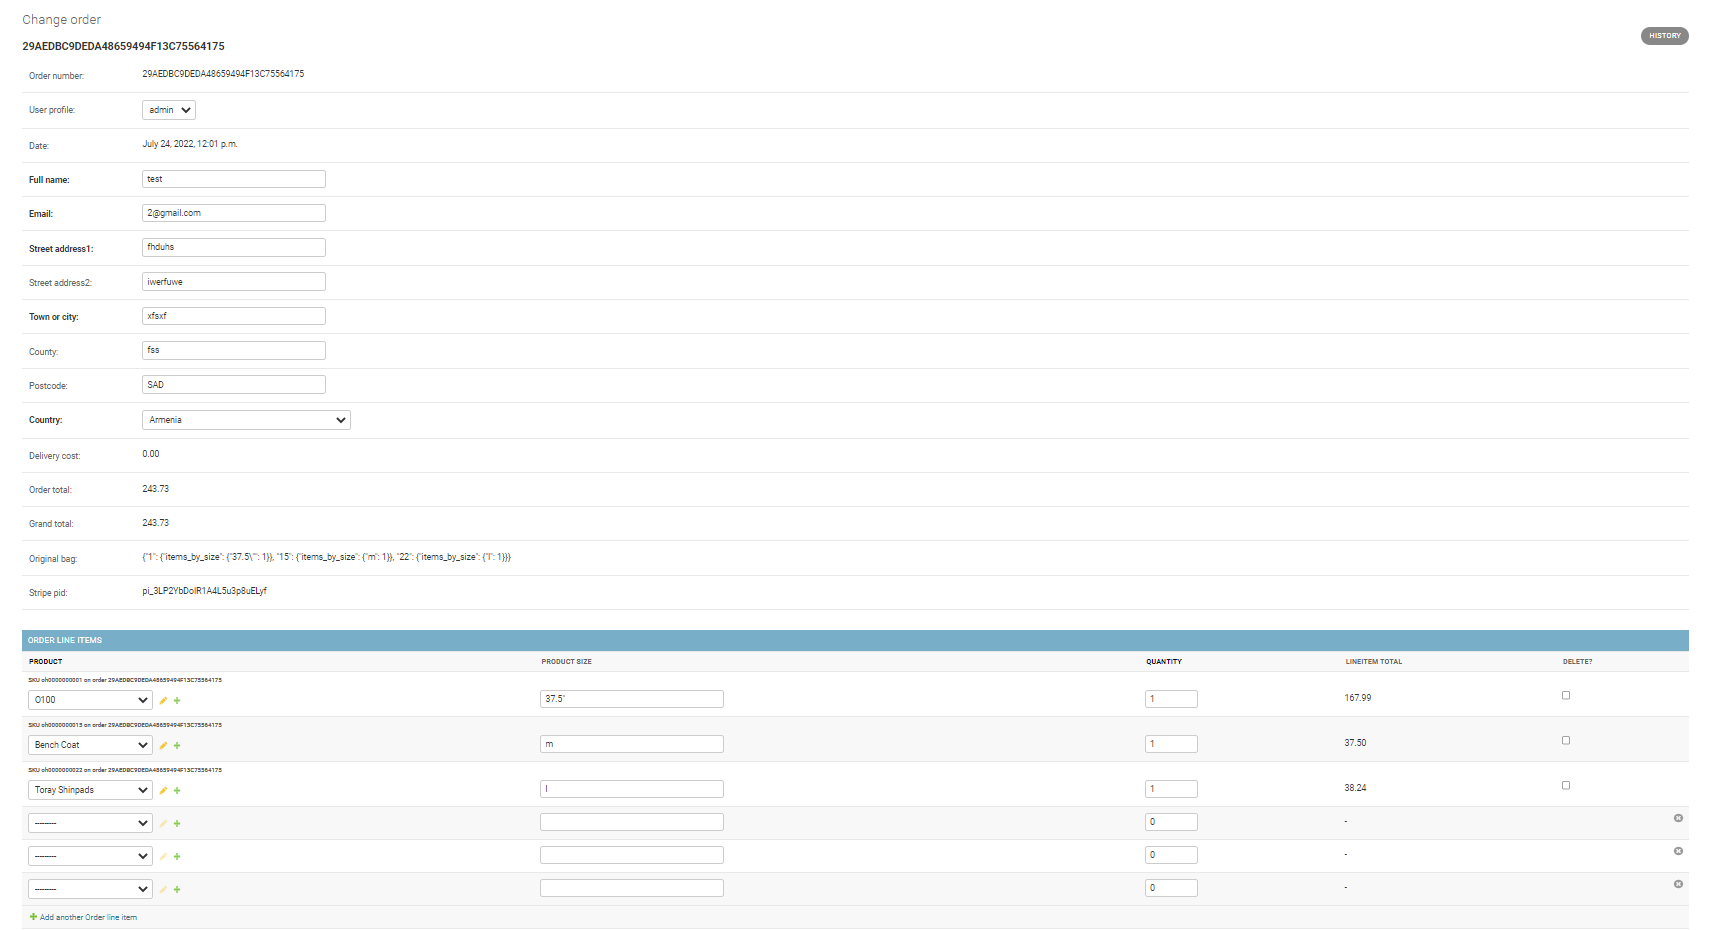 Change order
29AEDBC9DEDA48659494F13C75564175
HISTORY
Order number: 29AEDBC9DEDA48659494F13C75564175
User profile: admin
Date: July 24, 2022, 12:01 p.m.
Full name: test
Email: 2@gmail.com
Street address1: fhduhs
Street address2: iwerfuwe
Town or city: xfsxf
County: fss
Postcode: SAD
Country: Armenia
Delivery cost: 0.00
Order total: 243.73
Grand total: 243.73
Original bag: {"1": {"items_by_size": {"37.5\"": 1}}, "15": {"items_by_size": {"m": 1}}, "22": {"items_by_size": {"l": 1}}}
Stripe pid: pi_3LP2YbDolR1A4L5u3p8uELyf
ORDER LINE ITEMS
PRODUCT PRODUCT SIZE QUANTITY LINEITEM TOTAL DELETE?
SKU oh0000000001 on order 29AEDBC9DEDA48659494F13C75564175
O100 37.5" 1 167.99
SKU oh0000000015 on order 29AEDBC9DEDA48659494F13C75564175
Bench Coat m 1 37.50
SKU oh0000000022 on order 29AEDBC9DEDA48659494F13C75564175
Toray Shinpads l 1 38.24
--------- 0 -
--------- 0 -
--------- 0 -
Add another Order line item